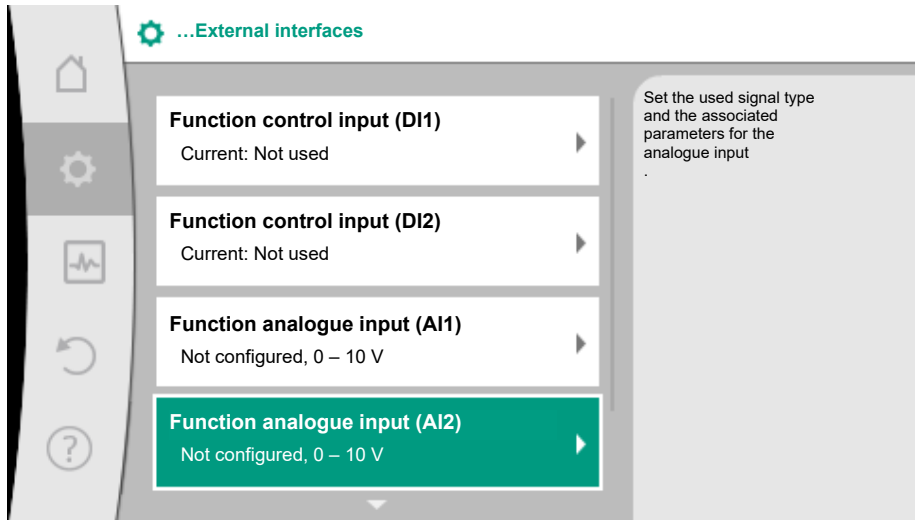 …External interfaces
Function control input (DI1)
Current: Not used
Function control input (DI2)
Current: Not used
Function analogue input (AI1)
Not configured, 0 – 10 V
Function analogue input (AI2)
Not configured, 0 – 10 V
Set the used signal type
and the associated
parameters for the
analogue input
.
?